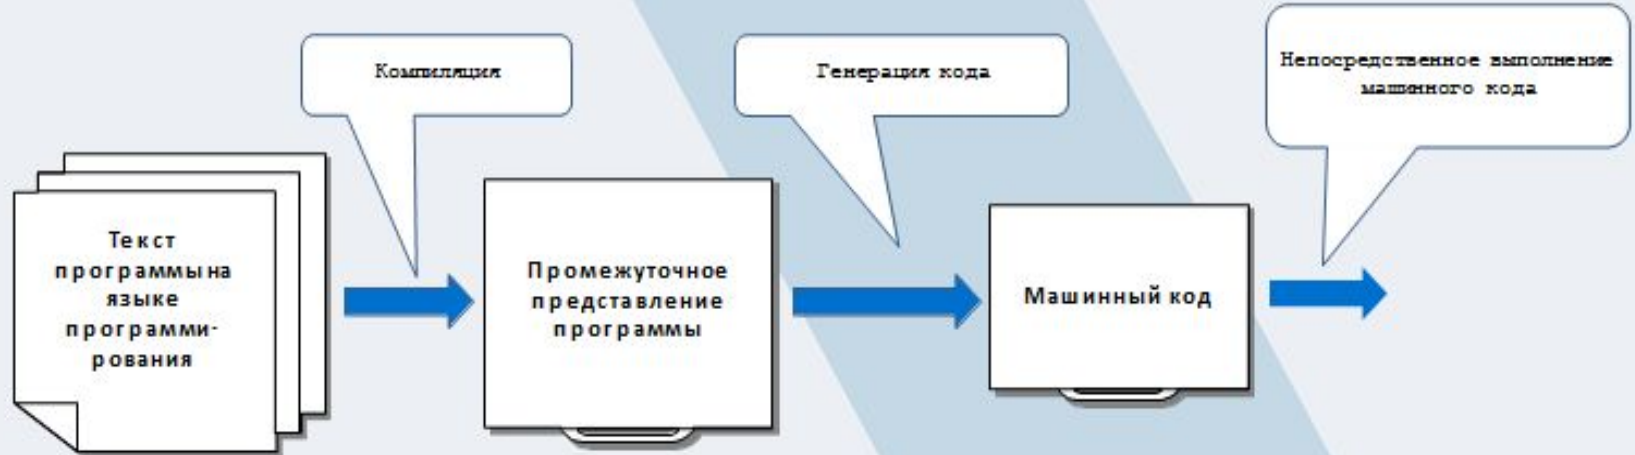 Компиляция
Генерация кода
Непосредственное выполнение
машинного кода
Текст
программы на
языке
программи-
рования
Промежуточное
представление
программы
Машинный код